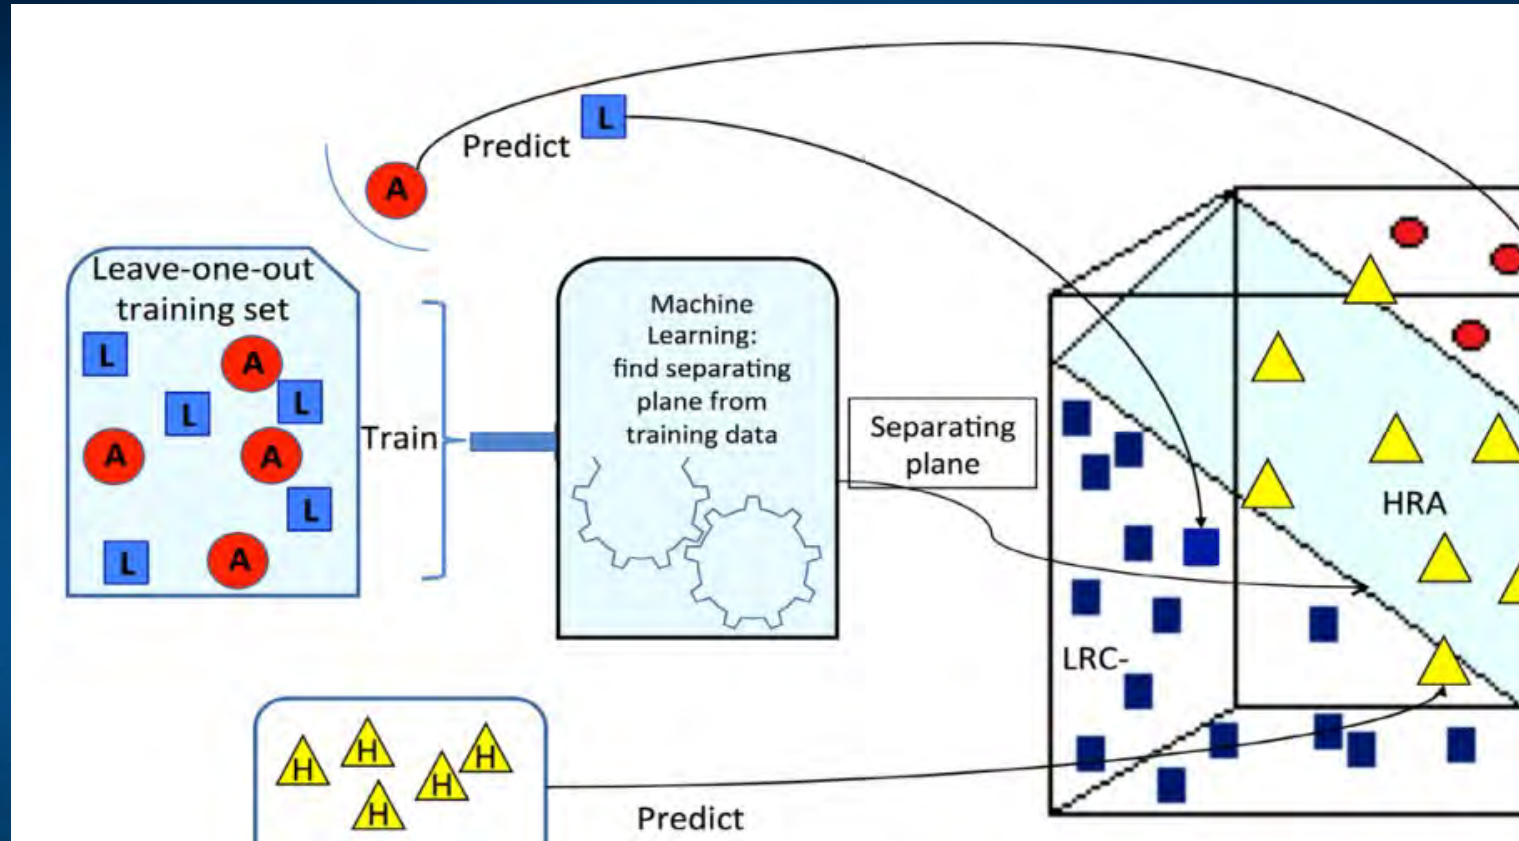 L
Predict
A
Leave-one-out
training set
L
A
L
L
A
A
L
L
A
Train
Machine
Learning:
find separating
plane from
training data
Separating
plane
HRA
LRC-
H
H
H
H
H
Predict